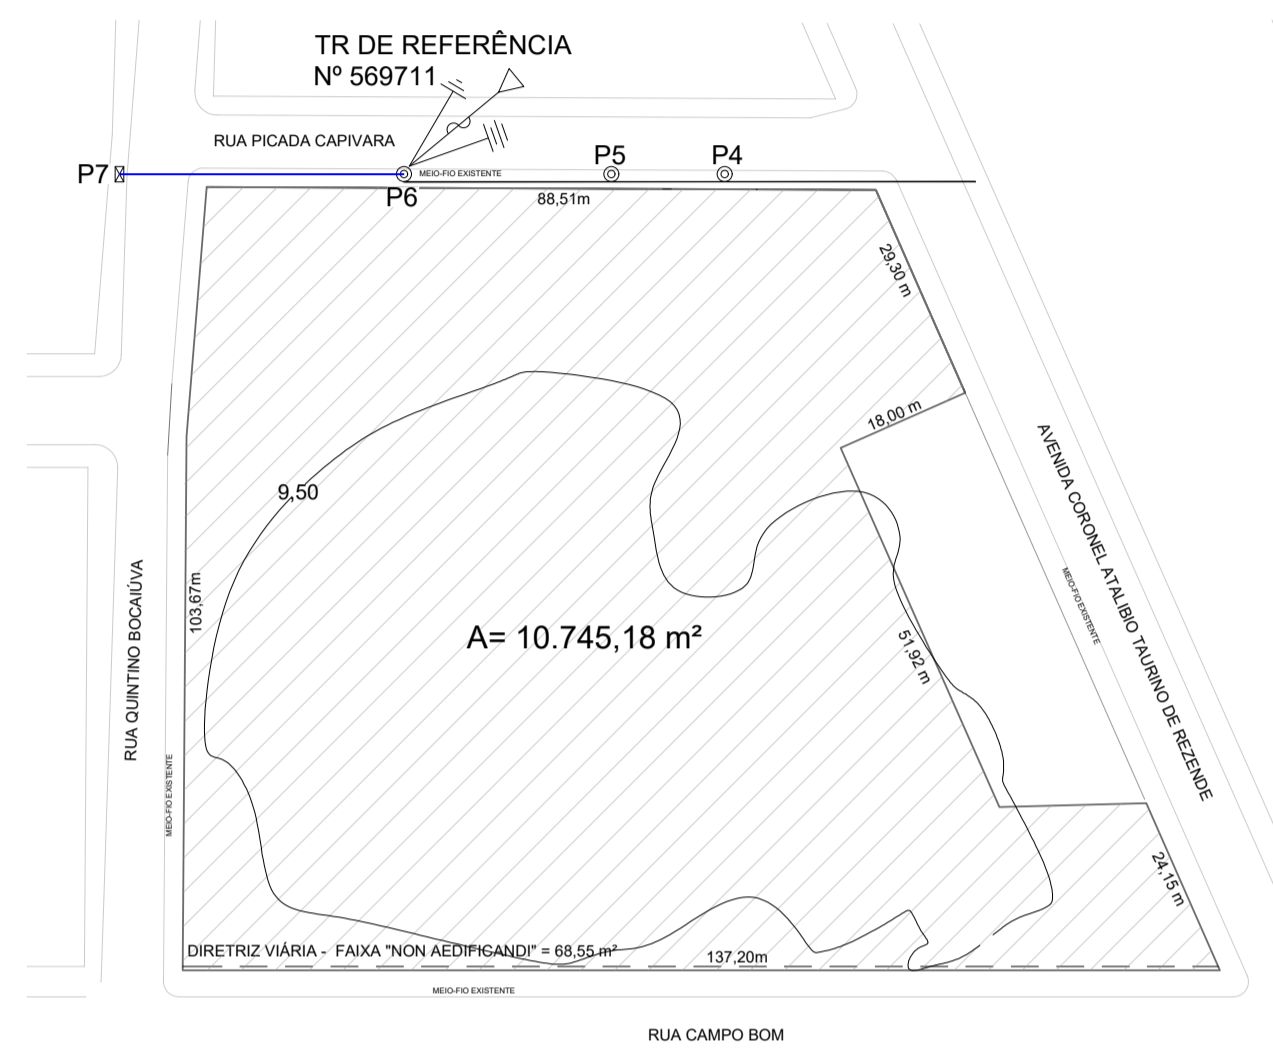 TR DE REFERÊNCIA
Nº 569711
RUA PICADA CAPIVARA
P7
P6
MEIO-FIO EXISTENTE
P5
P4
88,51m
29,30 m
18,00 m
AVENIDA CORONEL ATALIBIO TAURINO DE REZENDE
MEIO-FIO EXISTENTE
9,50
103,67m
RUA QUINTINO BOCAIÚVA
MEIO-FIO EXISTENTE
A= 10.745,18 m²
51,92 m
24,15 m
DIRETRIZ VIÁRIA - FAIXA "NON AEDIFICANDI" = 68,55 m²
137,20m
MEIO-FIO EXISTENTE
RUA CAMPO BOM